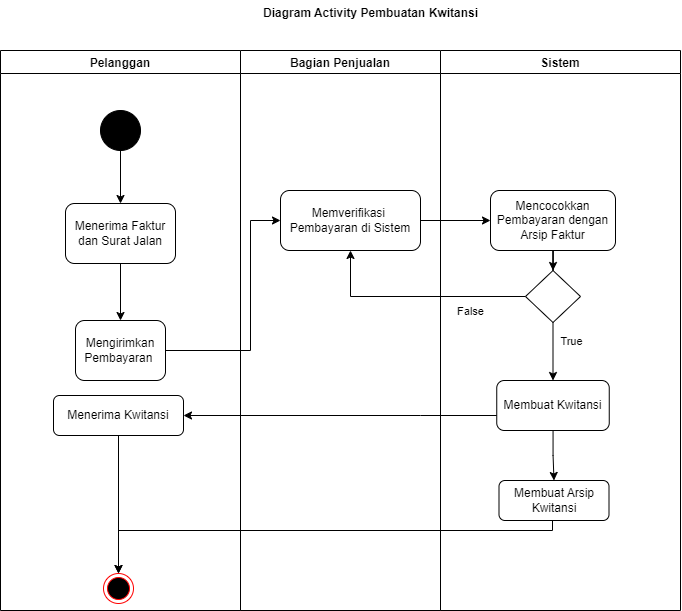 Diagram Activity Pembuatan Kwitansi
Pelanggan
Bagian Penjualan
Sistem
Menerima Faktur
dan Surat Jalan
Mengirimkan
Pembayaran
Memverifikasi
Pembayaran di Sistem
Mencocokkan
Pembayaran dengan
Arsip Faktur
False
True
Membuat Kwitansi
Menerima Kwitansi
Membuat Arsip
Kwitansi